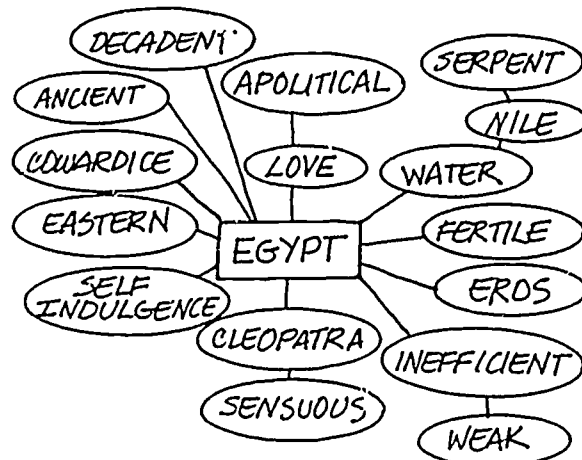 DECADENT
APOLITICAL
SERPENT
ANCIENT
NILE
COWARDICE
LOVE
WATER
EASTERN
EGYPT
FERTILE
SELF
INDULGENCE
EROS
CLEOPATRA
INEFFICIENT
SENSUOUS
WEAK